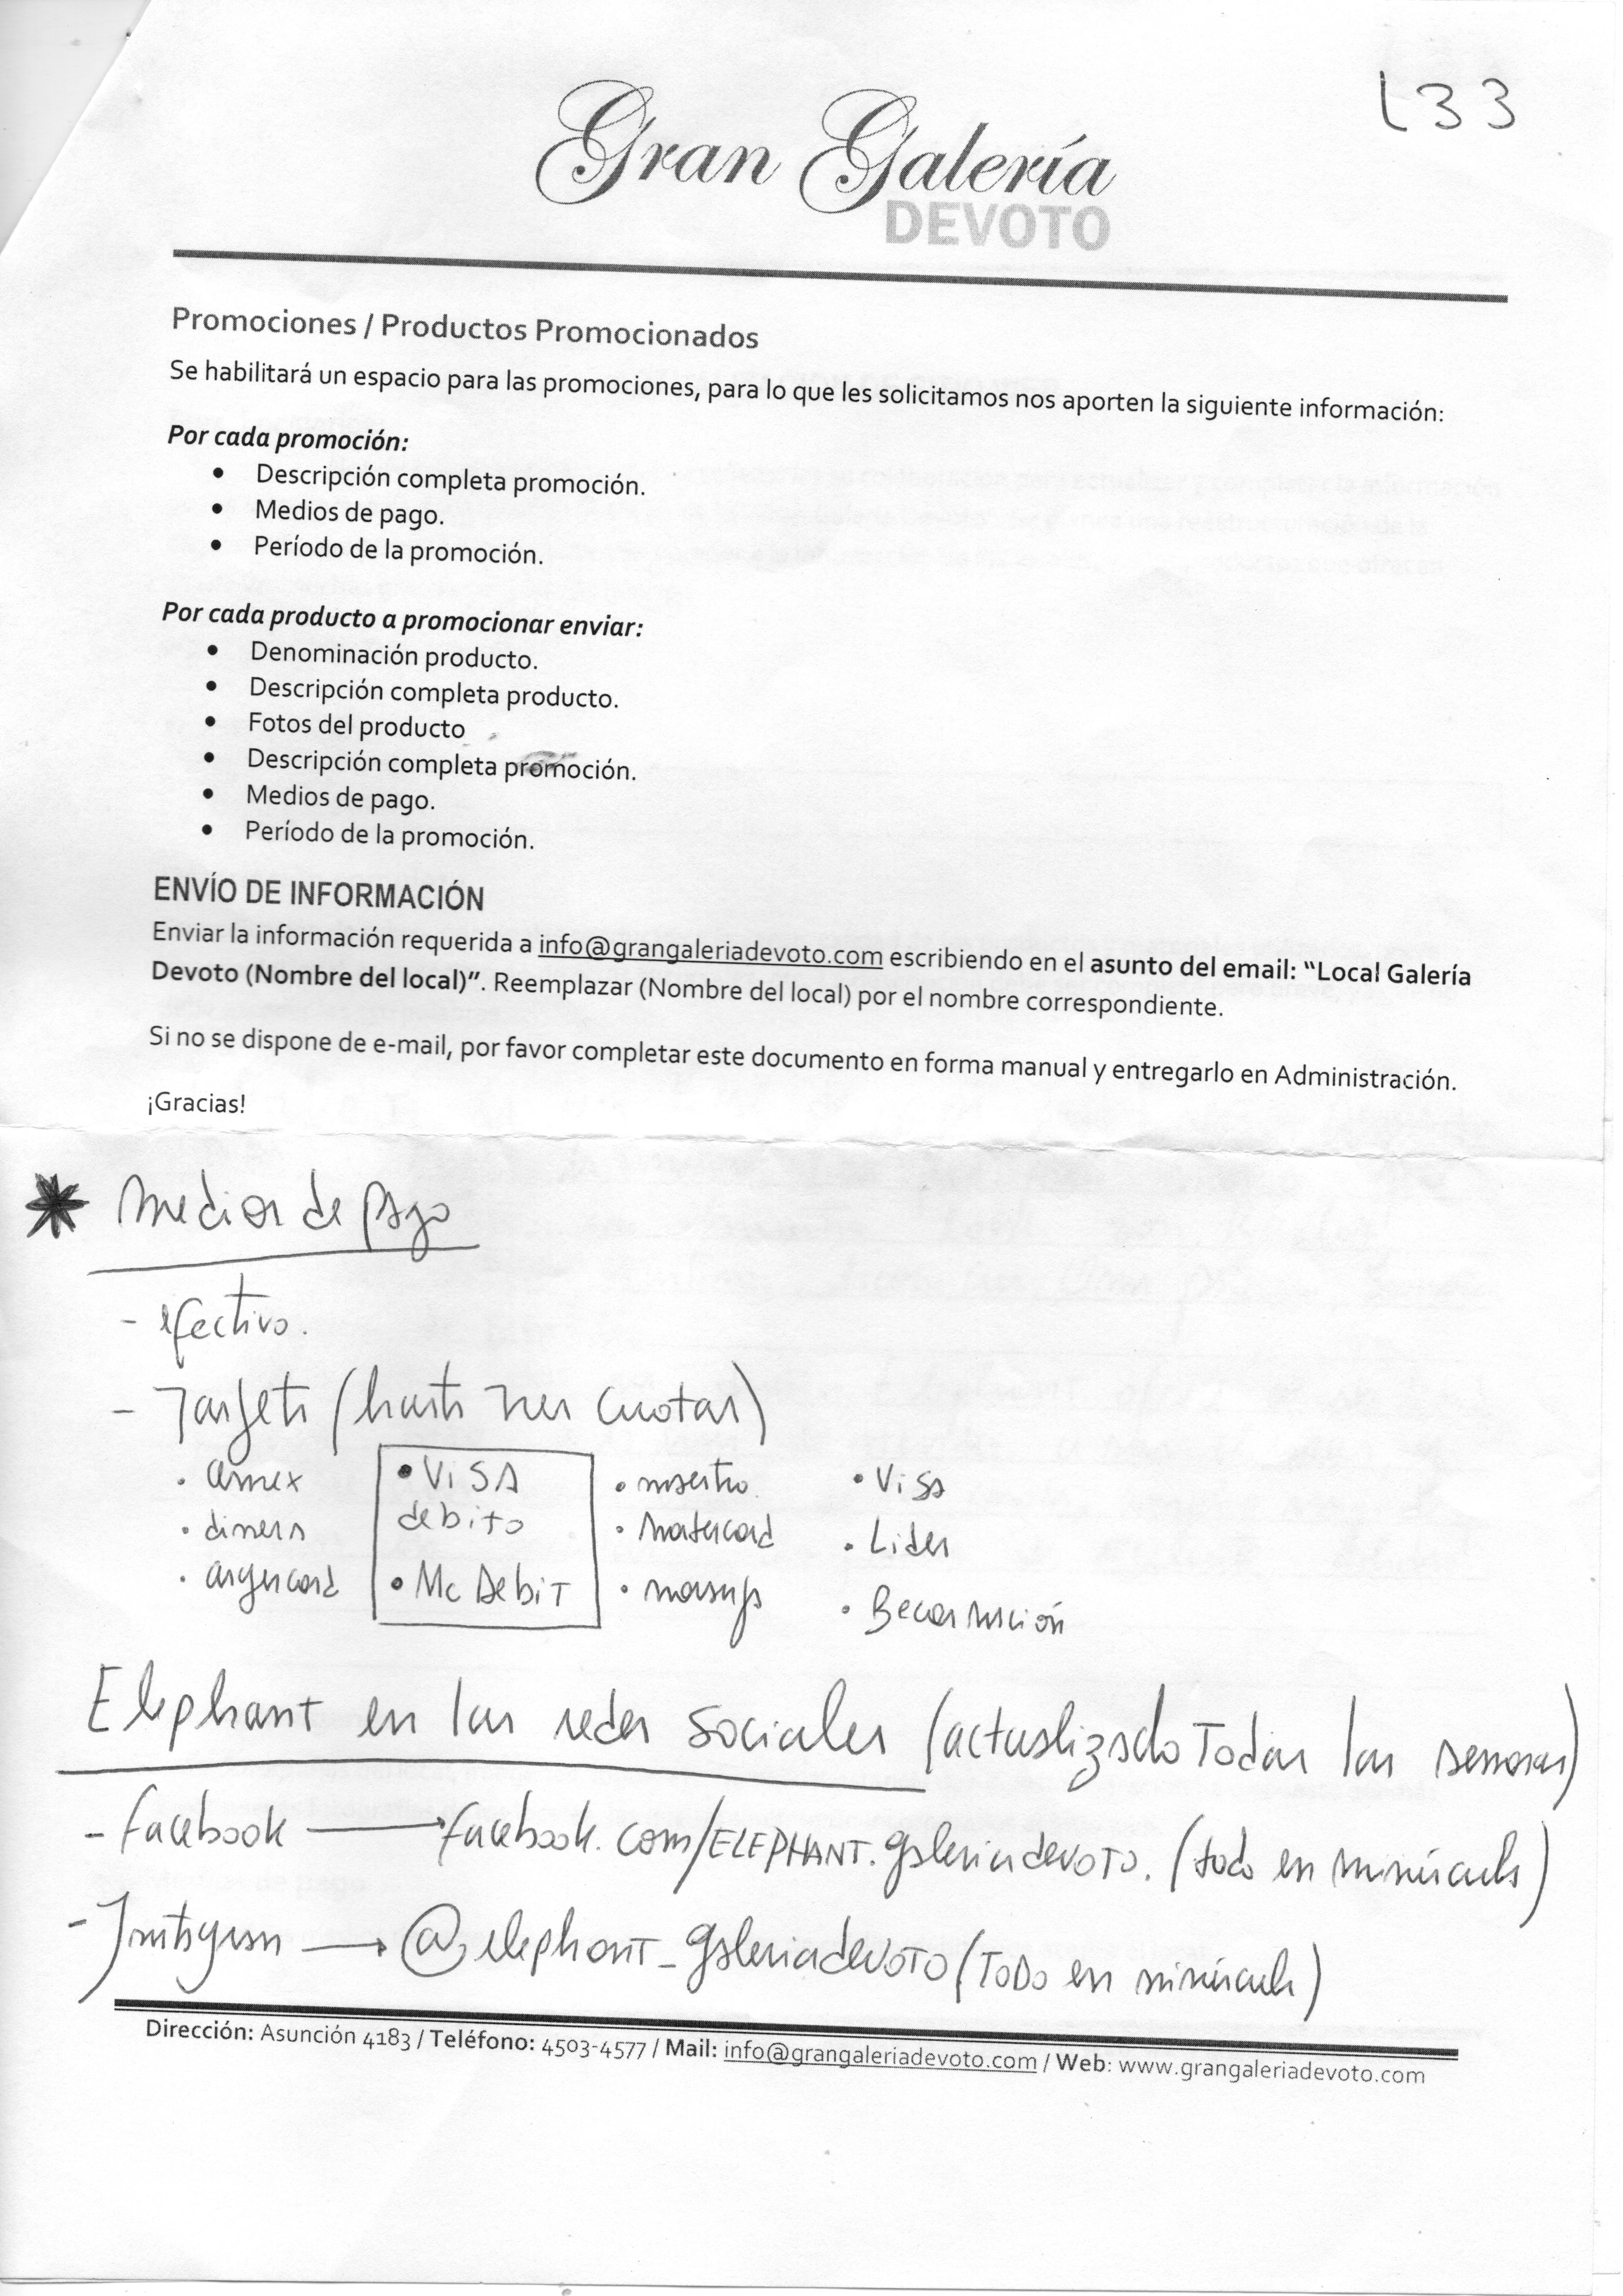 L33
Gran Galería
DEVOTO
Promociones / Productos Promocionados
Se habilitará un espacio para las promociones, para lo que les solicitamos nos aporten la siguiente información:
Por cada promoción:
• Descripción completa promoción.
• Medios de pago.
• Período de la promoción.
Por cada producto a promocionar enviar:
• Denominación producto.
• Descripción completa producto.
• Fotos del producto
• Descripción completa promoción.
• Medios de pago.
• Período de la promoción.
ENVÍO DE INFORMACIÓN
Enviar la información requerida a info@grangaleriadevoto.com escribiendo en el asunto del email: “Local Galería
Devoto (Nombre del local)”. Reemplazar (Nombre del local) por el nombre correspondiente.
Si no se dispone de e-mail, por favor completar este documento en forma manual y entregarlo en Administración.
¡Gracias!
* Medios de pago
- efectivo.
- Tarjeta (hasta tres cuotas)
• amex • VISA • maestro • Visa
debito
• diners • Mastercard • Lider
• argencard • Mc Debit
Elephant en las redes sociales (actualizado Todas las semanas)
- facebook → facebook.com/ELEPHANT.galeriadevoto. (todo en minúscula)
- Instagram → @elephant_galeriadevoto (TODO en minúscula)
Dirección: Asunción 4183 / Teléfono: 4503-4577 / Mail: info@grangaleriadevoto.com / Web: www.grangaleriadevoto.com